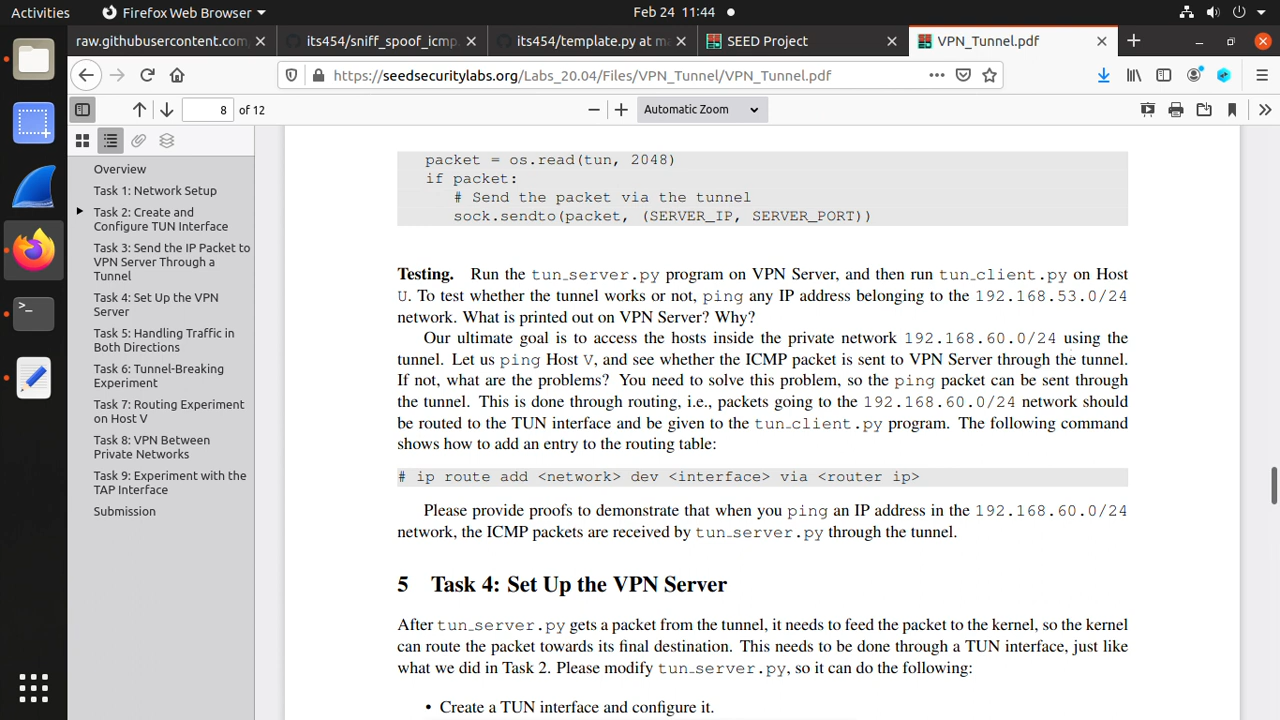 Activities
Firefox Web Browser
Feb 24 11:44
raw.githubusercontent.com
its454/sniff_spoof_icmp
its454/template.py at ma
SEED Project
VPN_Tunnel.pdf
https://seedsecuritylabs.org/Labs_20.04/Files/VPN_Tunnel/VPN_Tunnel.pdf
8 of 12
Automatic Zoom
Overview
Task 1: Network Setup
Task 2: Create and
Configure TUN Interface
Task 3: Send the IP Packet to
VPN Server Through a
Tunnel
Task 4: Set Up the VPN
Server
Task 5: Handling Traffic in
Both Directions
Task 6: Tunnel-Breaking
Experiment
Task 7: Routing Experiment
on Host V
Task 8: VPN Between
Private Networks
Task 9: Experiment with the
TAP Interface
Submission
packet = os.read(tun, 2048)
if packet:
# Send the packet via the tunnel
sock.sendto(packet, (SERVER_IP, SERVER_PORT))
Testing. Run the tun_server.py program on VPN Server, and then run tun_client.py on Host
U. To test whether the tunnel works or not, ping any IP address belonging to the 192.168.53.0/24
network. What is printed out on VPN Server? Why?
Our ultimate goal is to access the hosts inside the private network 192.168.60.0/24 using the
tunnel. Let us ping Host V, and see whether the ICMP packet is sent to VPN Server through the tunnel.
If not, what are the problems? You need to solve this problem, so the ping packet can be sent through
the tunnel. This is done through routing, i.e., packets going to the 192.168.60.0/24 network should
be routed to the TUN interface and be given to the tun_client.py program. The following command
shows how to add an entry to the routing table:
# ip route add <network> dev <interface> via <router ip>
Please provide proofs to demonstrate that when you ping an IP address in the 192.168.60.0/24
network, the ICMP packets are received by tun_server.py through the tunnel.
5 Task 4: Set Up the VPN Server
After tun_server.py gets a packet from the tunnel, it needs to feed the packet to the kernel, so the kernel
can route the packet towards its final destination. This needs to be done through a TUN interface, just like
what we did in Task 2. Please modify tun_server.py, so it can do the following:
• Create a TUN interface and configure it.